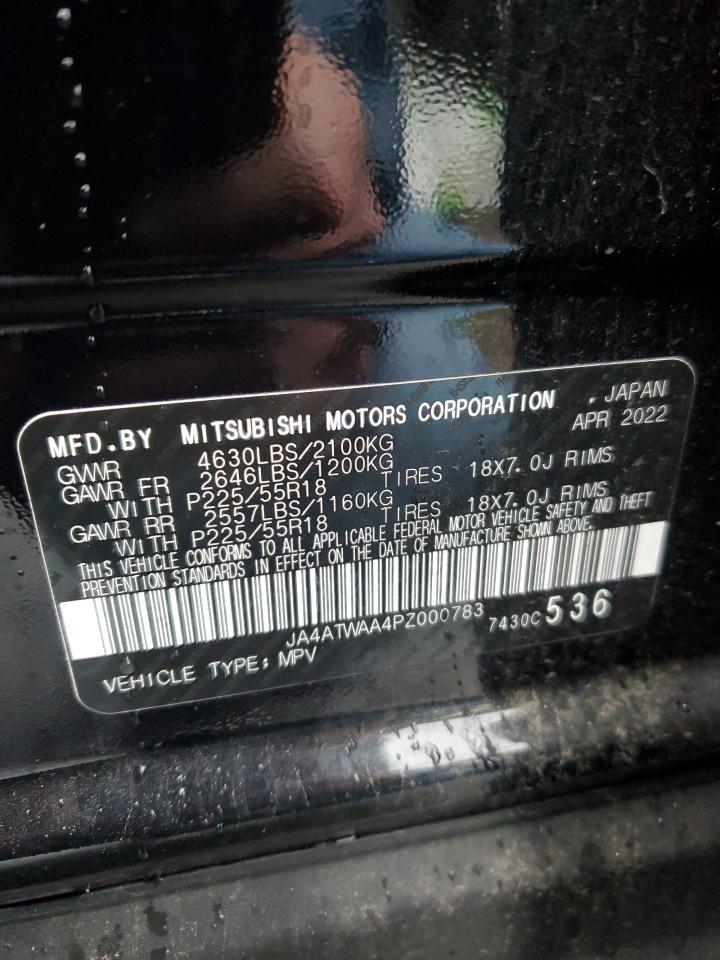 MFD.BY MITSUBISHI MOTORS CORPORATION . JAPAN
APR 2022
GVWR 4630LBS/2100KG
GAWR FR 2646LBS/1200KG
WITH P225/55R18 TIRES 18X7.0J RIMS
GAWR RR 2557LBS/1160KG
WITH P225/55R18 TIRES 18X7.0J RIMS
THIS VEHICLE CONFORMS TO ALL APPLICABLE FEDERAL MOTOR VEHICLE SAFETY AND THEFT
PREVENTION STANDARDS IN EFFECT ON THE DATE OF MANUFACTURE SHOWN ABOVE.
JA4ATWAA4PZ000783 7430C 536
VEHICLE TYPE: MPV